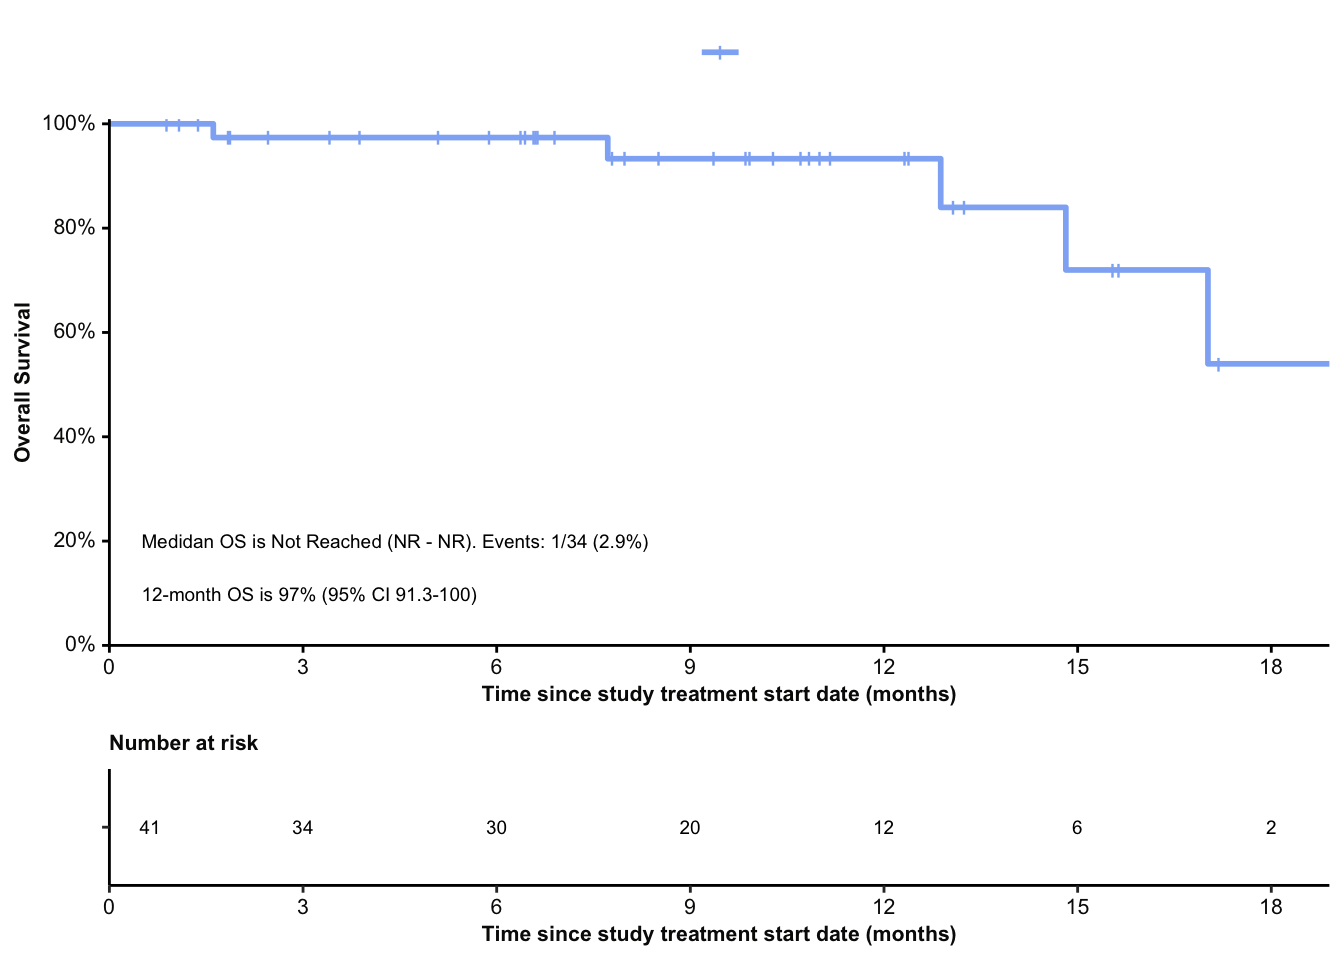 100%
80%
60%
40%
20%
0%
Overall Survival
Medidan OS is Not Reached (NR - NR). Events: 1/34 (2.9%)
12-month OS is 97% (95% CI 91.3-100)
0 3 6 9 12 15 18
Time since study treatment start date (months)
Number at risk
41 34 30 20 12 6 2
0 3 6 9 12 15 18
Time since study treatment start date (months)